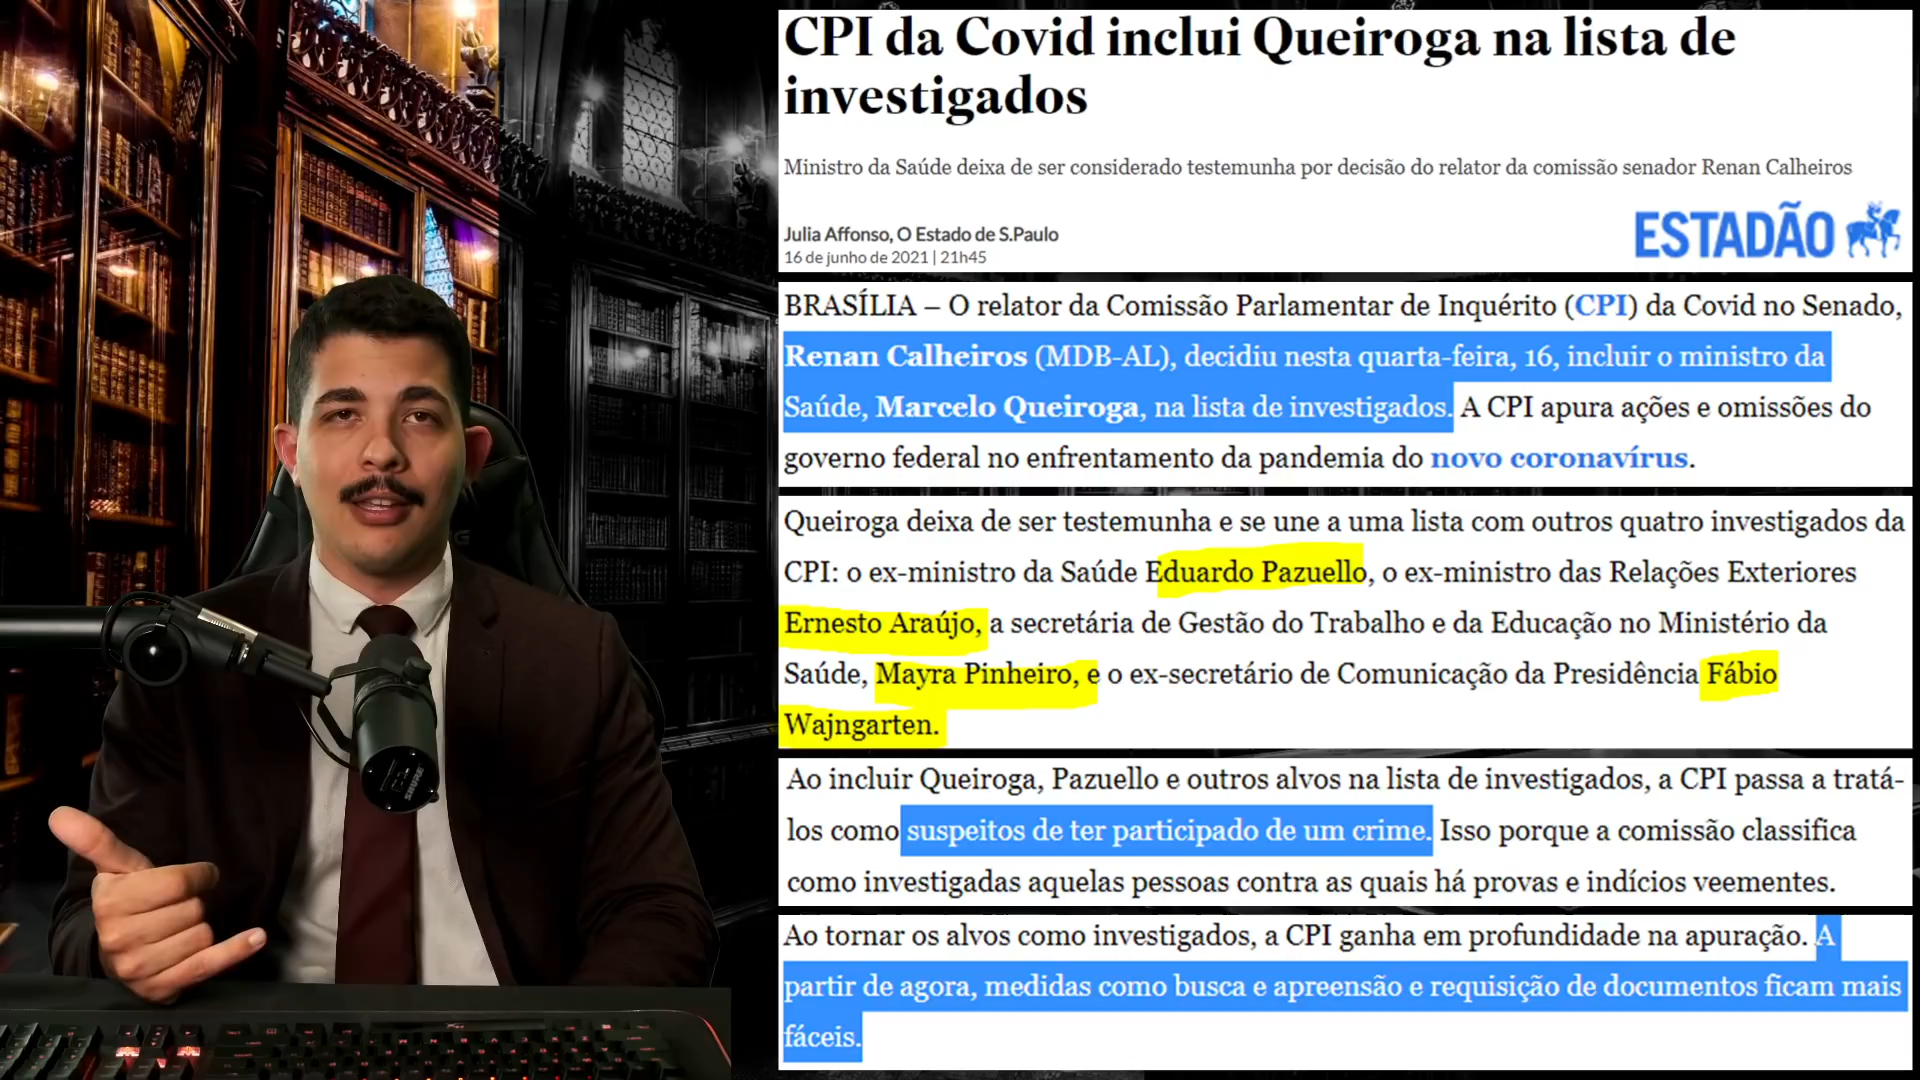 CPI da Covid inclui Queiroga na lista de
investigados
Ministro da Saúde deixa de ser considerado testemunha por decisão do relator da comissão senador Renan Calheiros
Julia Affonso, O Estado de S.Paulo
16 de junho de 2021 | 21h45
ESTADÃO
BRASÍLIA – O relator da Comissão Parlamentar de Inquérito (CPI) da Covid no Senado,
Renan Calheiros (MDB-AL), decidiu nesta quarta-feira, 16, incluir o ministro da
Saúde, Marcelo Queiroga, na lista de investigados. A CPI apura ações e omissões do
governo federal no enfrentamento da pandemia do novo coronavírus.
Queiroga deixa de ser testemunha e se une a uma lista com outros quatro investigados da
CPI: o ex-ministro da Saúde Eduardo Pazuello, o ex-ministro das Relações Exteriores
Ernesto Araújo, a secretária de Gestão do Trabalho e da Educação no Ministério da
Saúde, Mayra Pinheiro, e o ex-secretário de Comunicação da Presidência Fábio
Wajngarten.
Ao incluir Queiroga, Pazuello e outros alvos na lista de investigados, a CPI passa a tratá-
los como suspeitos de ter participado de um crime. Isso porque a comissão classifica
como investigadas aquelas pessoas contra as quais há provas e indícios veementes.
Ao tornar os alvos como investigados, a CPI ganha em profundidade na apuração. A
partir de agora, medidas como busca e apreensão e requisição de documentos ficam mais
fáceis.
SHURE